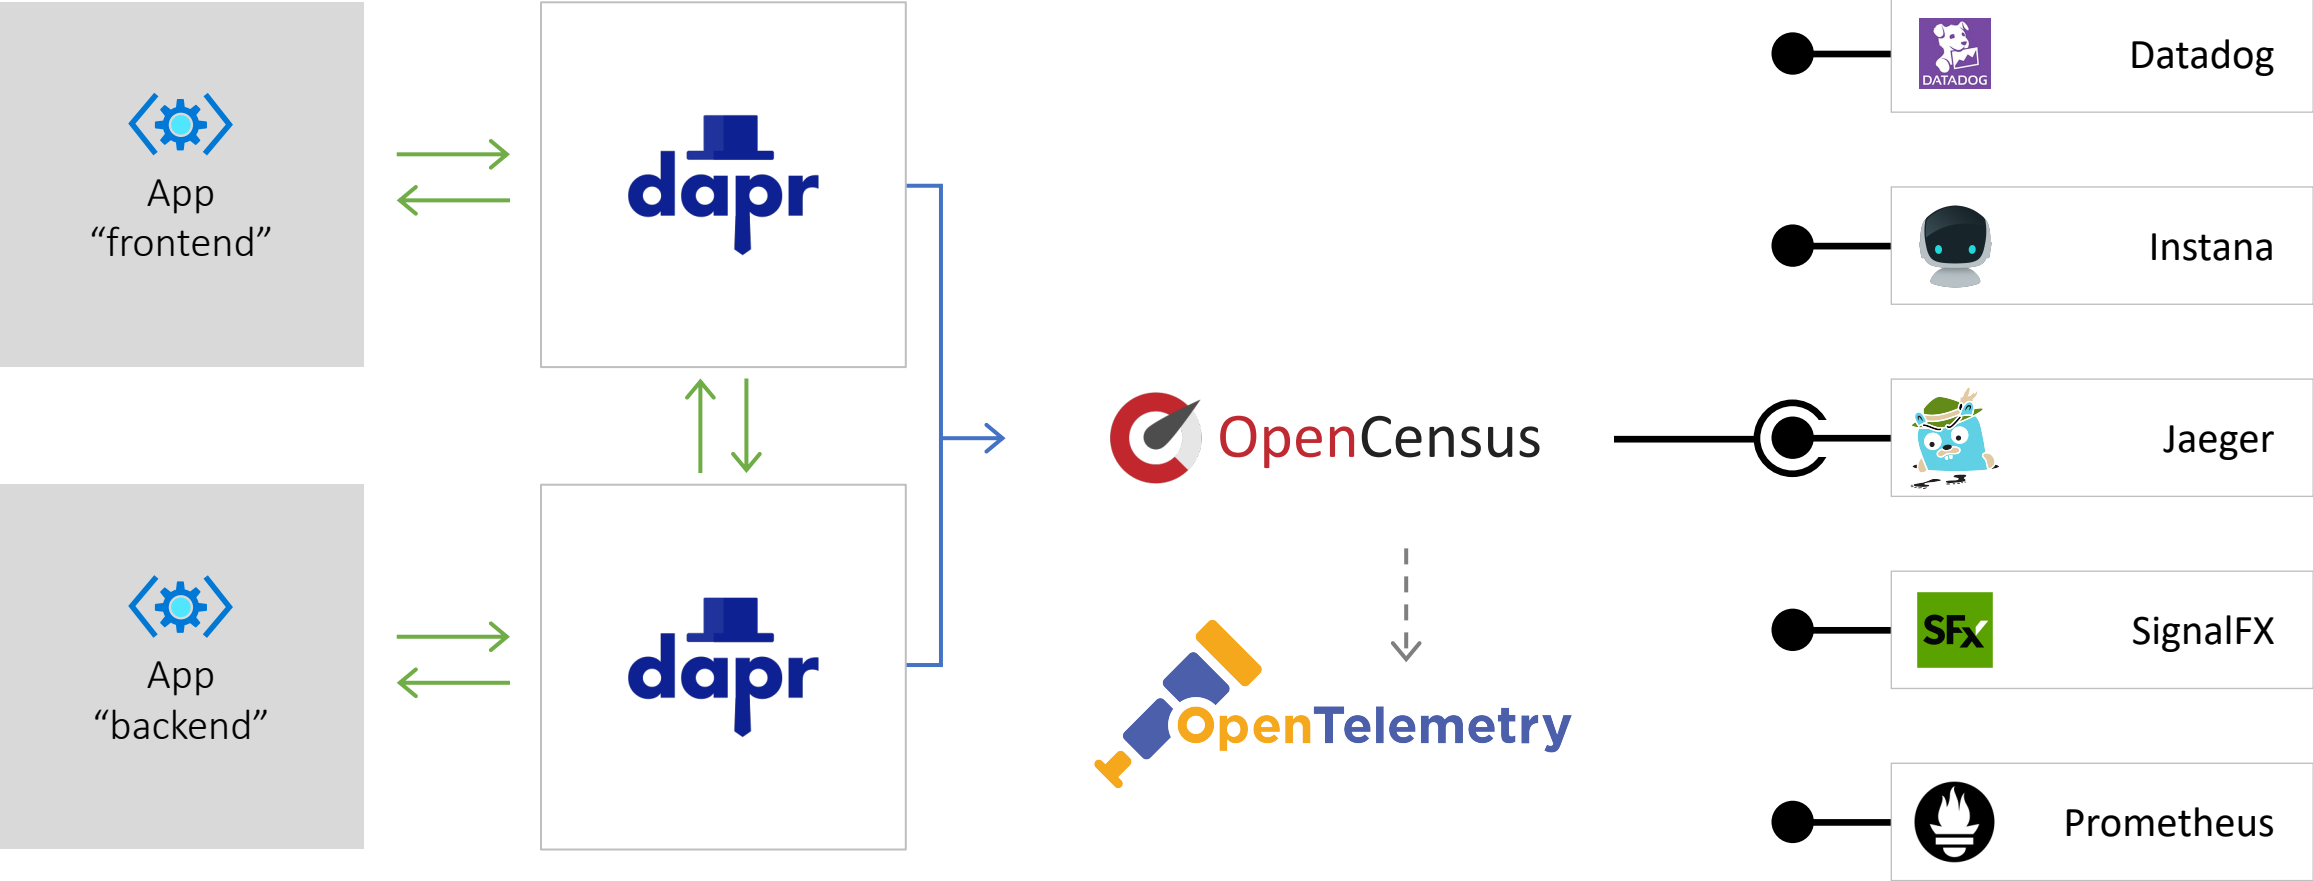 App
“frontend”
dapr
App
“backend”
dapr
OpenCensus
OpenTelemetry
DATADOG
Datadog
Instana
Jaeger
SFx
SignalFX
Prometheus